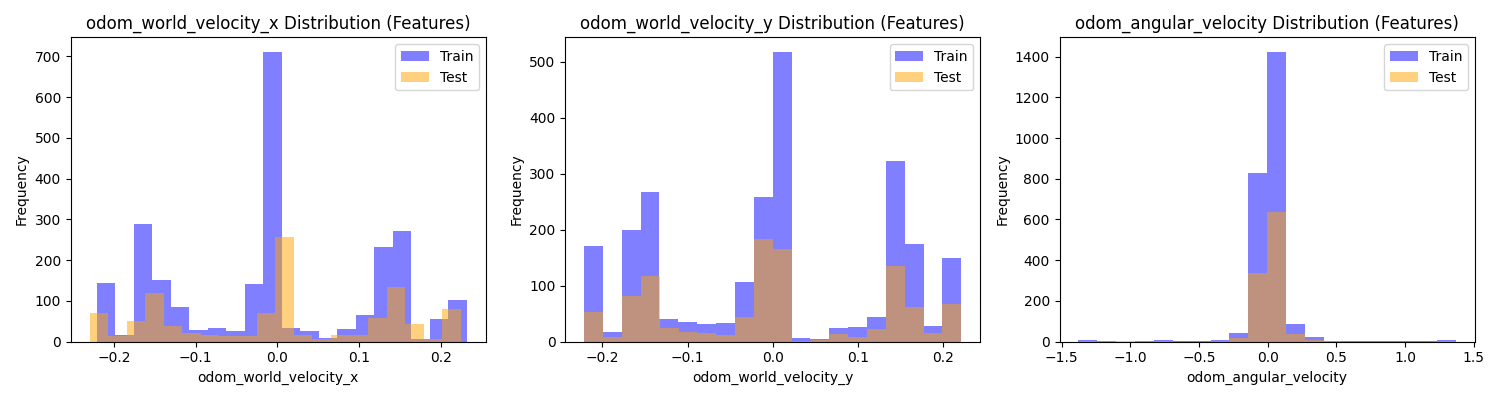 odom_world_velocity_x Distribution (Features)
Train
Test
Frequency
700
600
500
400
300
200
100
0
−0.2
−0.1
0.0
0.1
0.2
odom_world_velocity_x
odom_world_velocity_y Distribution (Features)
Train
Test
Frequency
500
400
300
200
100
0
−0.2
−0.1
0.0
0.1
0.2
odom_world_velocity_y
odom_angular_velocity Distribution (Features)
Train
Test
Frequency
1400
1200
1000
800
600
400
200
0
−1.5
−1.0
−0.5
0.0
0.5
1.0
1.5
odom_angular_velocity